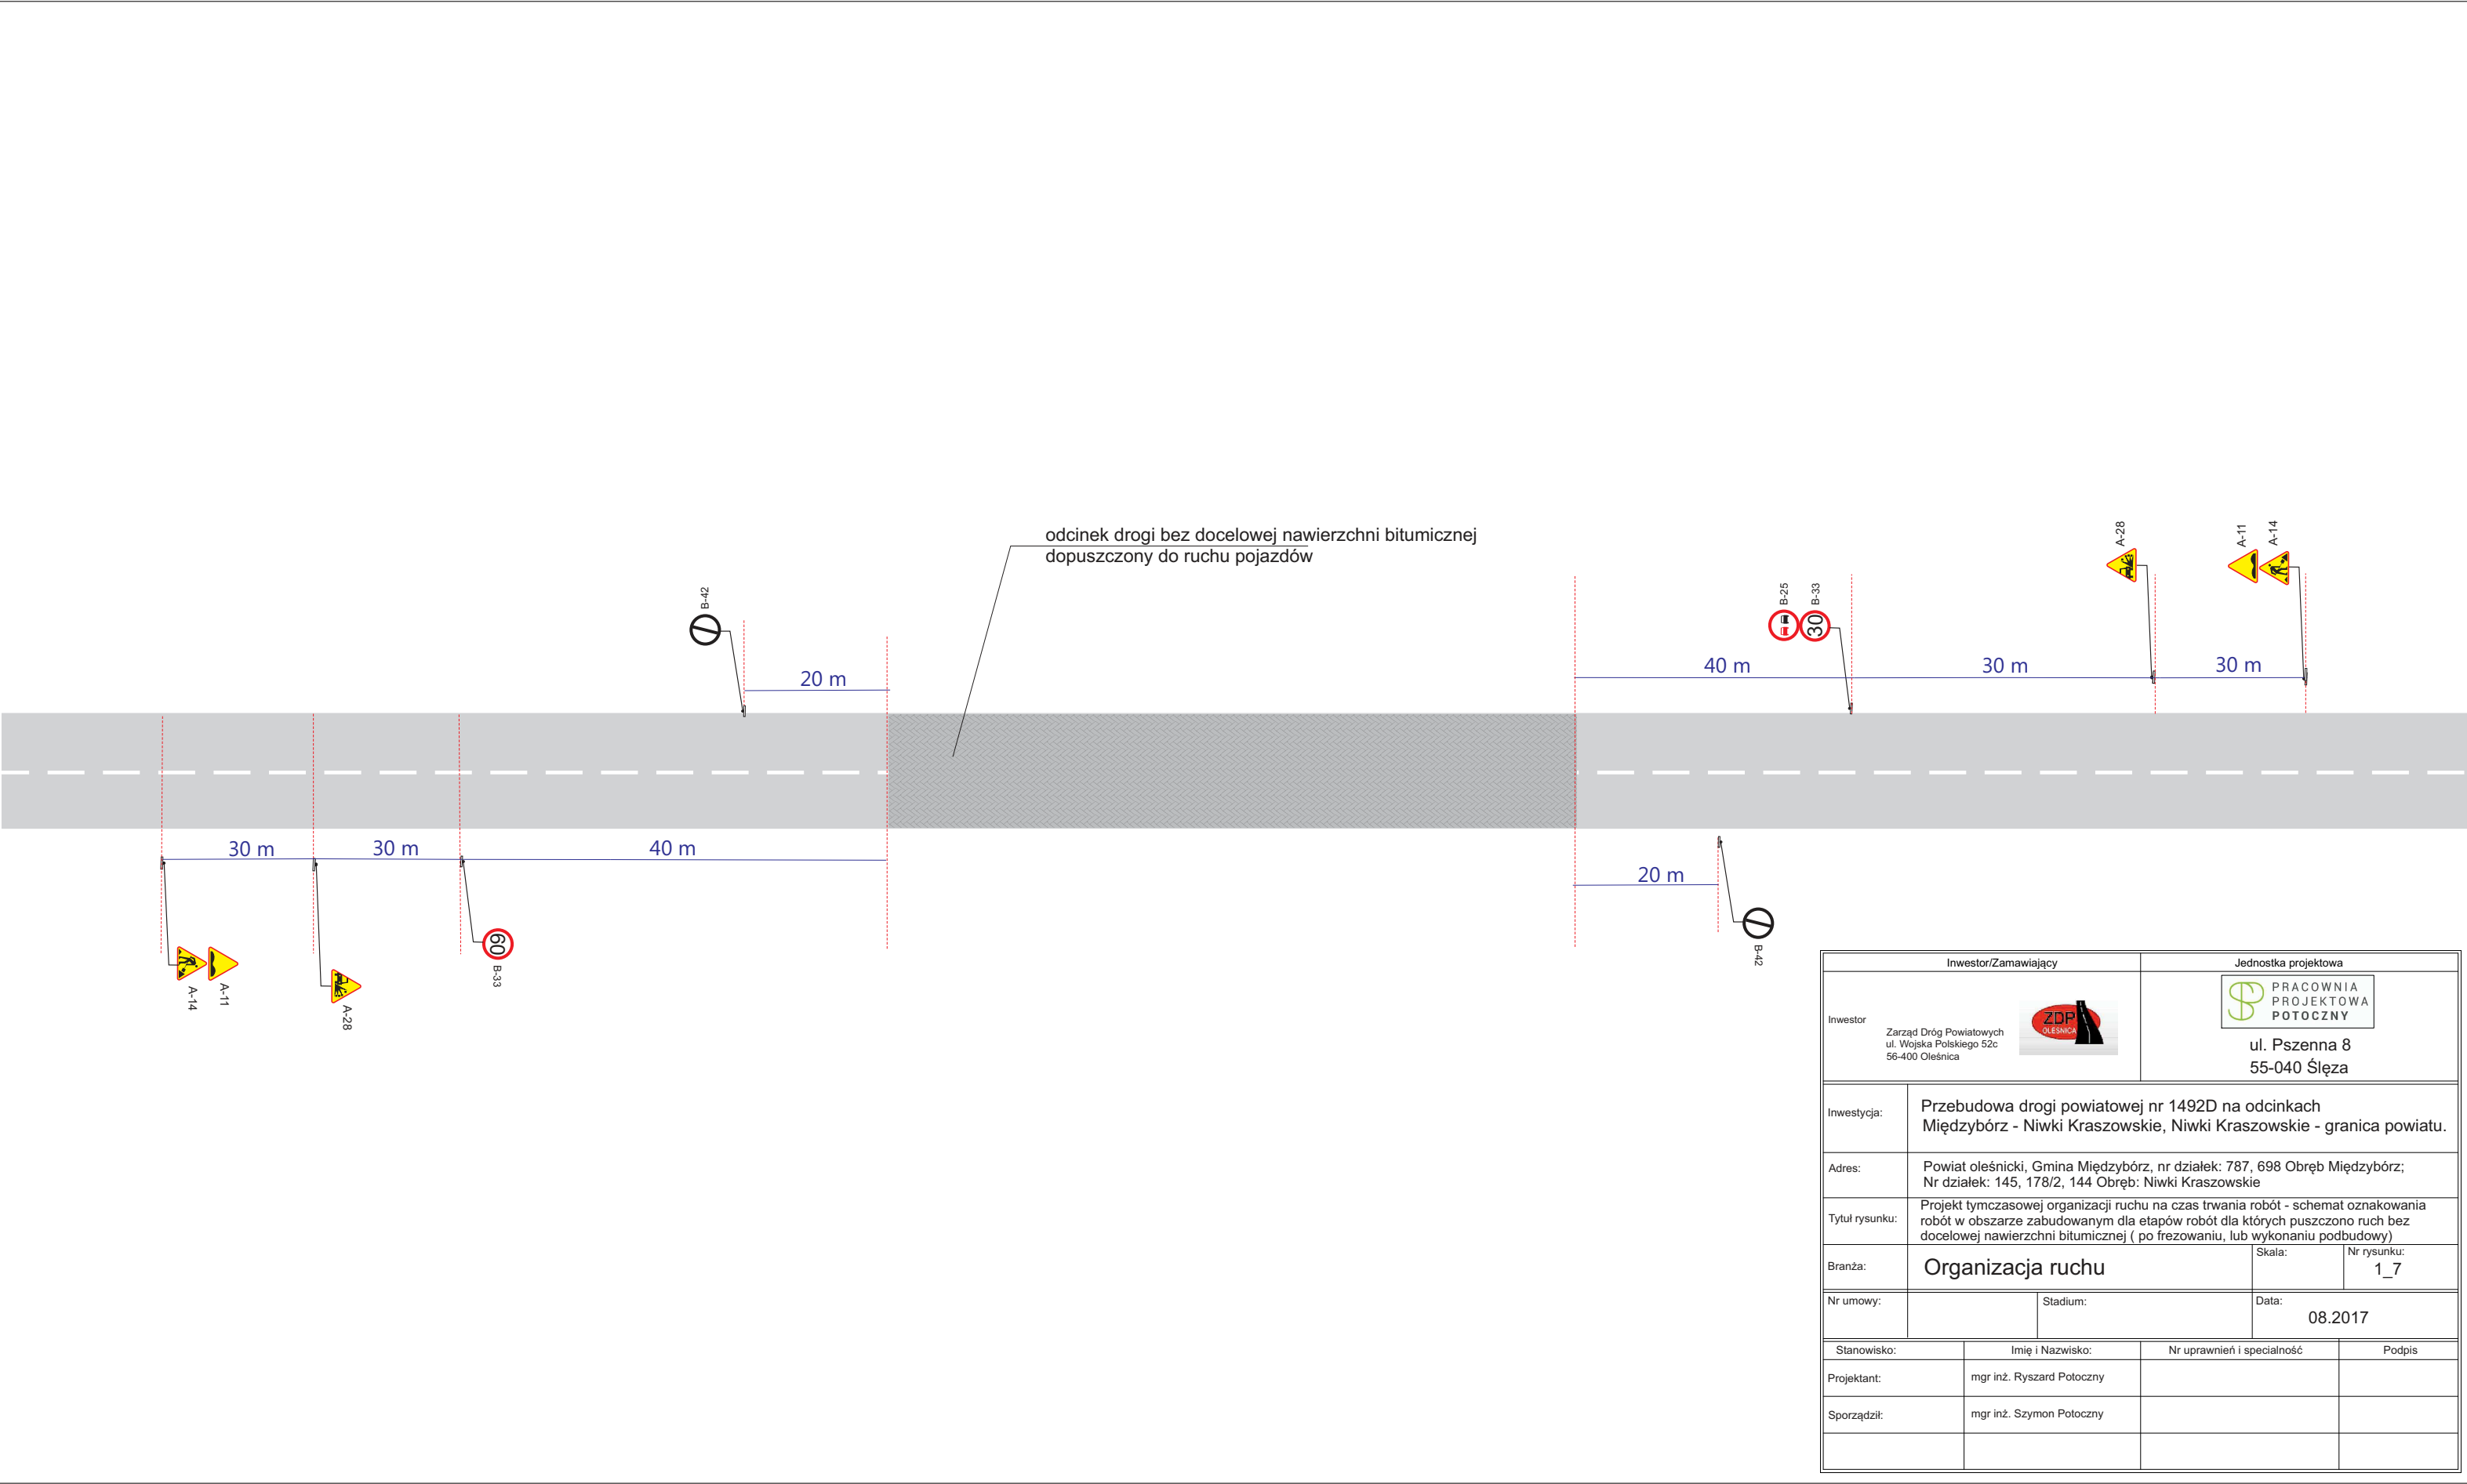 odcinek drogi bez docelowej nawierzchni bitumicznej
dopuszczony do ruchu pojazdów
B-42
20 m
A-28
A-11
A-14
B-25
B-33
30
40 m
30 m
30 m
30 m
30 m
40 m
20 m
A-14
A-11
A-28
60
B-33
B-42
Inwestor/Zamawiający
Jednostka projektowa
Inwestor
Zarząd Dróg Powiatowych
ul. Wojska Polskiego 52c
56-400 Oleśnica
ZDP
OLEŚNICA
PRACOWNIA
PROJEKTOWA
POTOCZNY
ul. Pszenna 8
55-040 Ślęza
Inwestycja:
Przebudowa drogi powiatowej nr 1492D na odcinkach
Międzybórz - Niwki Kraszowskie, Niwki Kraszowskie - granica powiatu.
Adres:
Powiat oleśnicki, Gmina Międzybórz, nr działek: 787, 698 Obręb Międzybórz;
Nr działek: 145, 178/2, 144 Obręb: Niwki Kraszowskie
Tytuł rysunku:
Projekt tymczasowej organizacji ruchu na czas trwania robót - schemat oznakowania
robót w obszarze zabudowanym dla etapów robót dla których puszczono ruch bez
docelowej nawierzchni bitumicznej ( po frezowaniu, lub wykonaniu podbudowy)
Branża:
Organizacja ruchu
Skala:
Nr rysunku:
1_7
Nr umowy:
Stadium:
Data:
08.2017
Stanowisko:
Imię i Nazwisko:
Nr uprawnień i specialność
Podpis
Projektant:
mgr inż. Ryszard Potoczny
Sporządził:
mgr inż. Szymon Potoczny